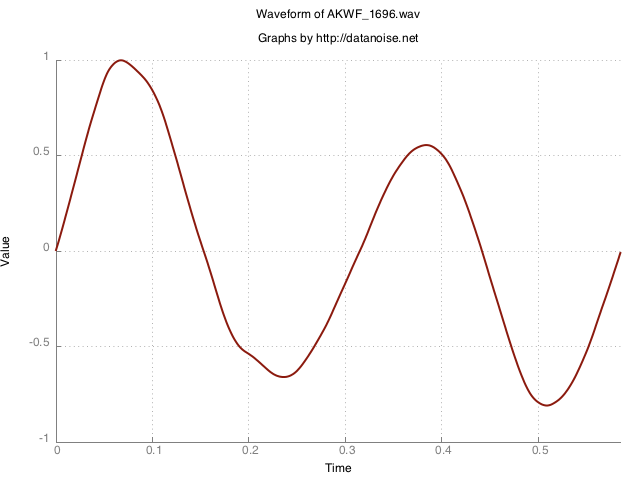 Waveform of AKWF_1696.wav
Graphs by http://datanoise.net
1
0.5
0
-0.5
-1
Value
0 0.1 0.2 0.3 0.4 0.5
Time